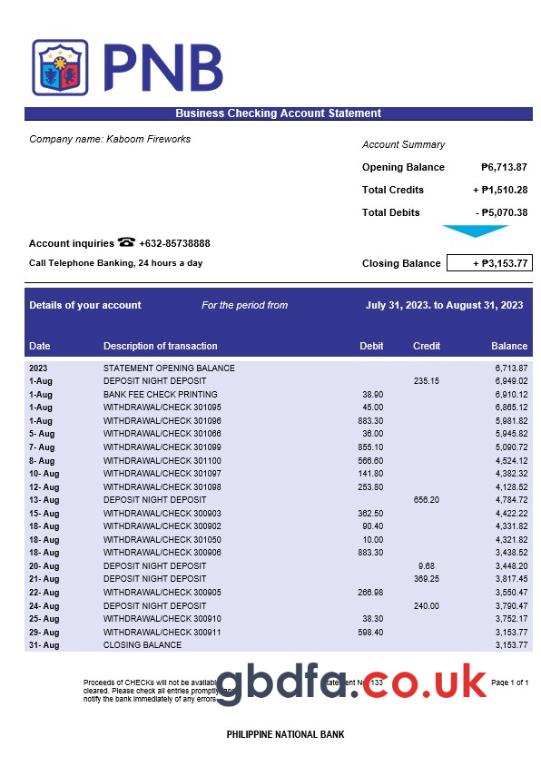 PNB
Business Checking Account Statement
Company name: Kaboom Fireworks
Account Summary
Opening Balance ₱6,713.87
Total Credits + ₱1,510.28
Total Debits - ₱5,070.38
Account inquiries ☎ +632-85738888
Call Telephone Banking, 24 hours a day
Closing Balance + ₱3,153.77
Details of your account For the period from July 31, 2023. to August 31, 2023
Date Description of transaction Debit Credit Balance
2023 STATEMENT OPENING BALANCE 6,713.87
1-Aug DEPOSIT NIGHT DEPOSIT 235.15 6,949.02
1-Aug BANK FEE CHECK PRINTING 38.90 6,910.12
1-Aug WITHDRAWAL/CHECK 301095 45.00 6,865.12
1-Aug WITHDRAWAL/CHECK 301096 883.30 5,981.82
5- Aug WITHDRAWAL/CHECK 301066 36.00 5,945.82
7- Aug WITHDRAWAL/CHECK 301099 855.10 5,090.72
8- Aug WITHDRAWAL/CHECK 301100 566.60 4,524.12
10- Aug WITHDRAWAL/CHECK 301097 141.80 4,382.32
12- Aug WITHDRAWAL/CHECK 301098 253.80 4,128.52
13- Aug DEPOSIT NIGHT DEPOSIT 656.20 4,784.72
15- Aug WITHDRAWAL/CHECK 300903 362.50 4,422.22
18- Aug WITHDRAWAL/CHECK 300902 90.40 4,331.82
18- Aug WITHDRAWAL/CHECK 301050 10.00 4,321.82
18- Aug WITHDRAWAL/CHECK 300906 883.30 3,438.52
20- Aug DEPOSIT NIGHT DEPOSIT 9.68 3,448.20
21- Aug DEPOSIT NIGHT DEPOSIT 369.25 3,817.45
22- Aug WITHDRAWAL/CHECK 300905 266.98 3,550.47
24- Aug DEPOSIT NIGHT DEPOSIT 240.00 3,790.47
25- Aug WITHDRAWAL/CHECK 300910 38.30 3,752.17
29- Aug WITHDRAWAL/CHECK 300911 598.40 3,153.77
31- Aug CLOSING BALANCE 3,153.77
Proceeds of CHECKs will not be available
cleared. Please check all entries promptly
notify the bank immediately of any errors
133 Page 1 of 1
gbdfa.co.uk
PHILIPPINE NATIONAL BANK